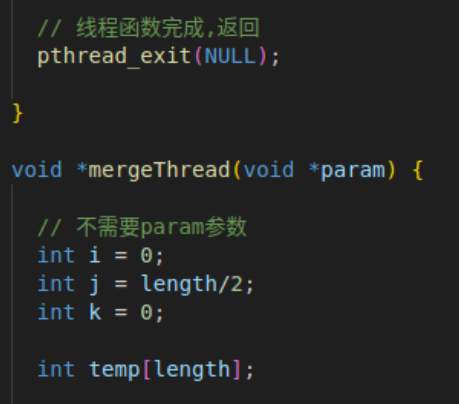 // 线程函数完成,返回
pthread_exit(NULL);
}
void *mergeThread(void *param) {
// 不需要param参数
int i = 0;
int j = length/2;
int k = 0;
int temp[length];